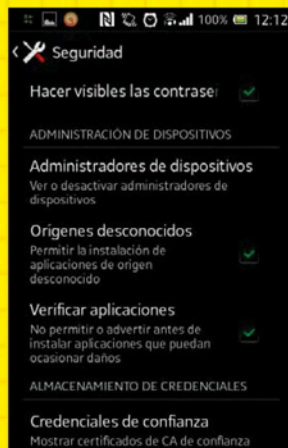 100% 12:12
Seguridad
Hacer visibles las contraseñ
ADMINISTRACIÓN DE DISPOSITIVOS
Administradores de dispositivos
Ver o desactivar administradores de
dispositivos
Orígenes desconocidos
Permitir la instalación de
aplicaciones de origen
desconocido
Verificar aplicaciones
No permitir o advertir antes de
instalar aplicaciones que puedan
ocasionar daños
ALMACENAMIENTO DE CREDENCIALES
Credenciales de confianza
Mostrar certificados de CA de confianza